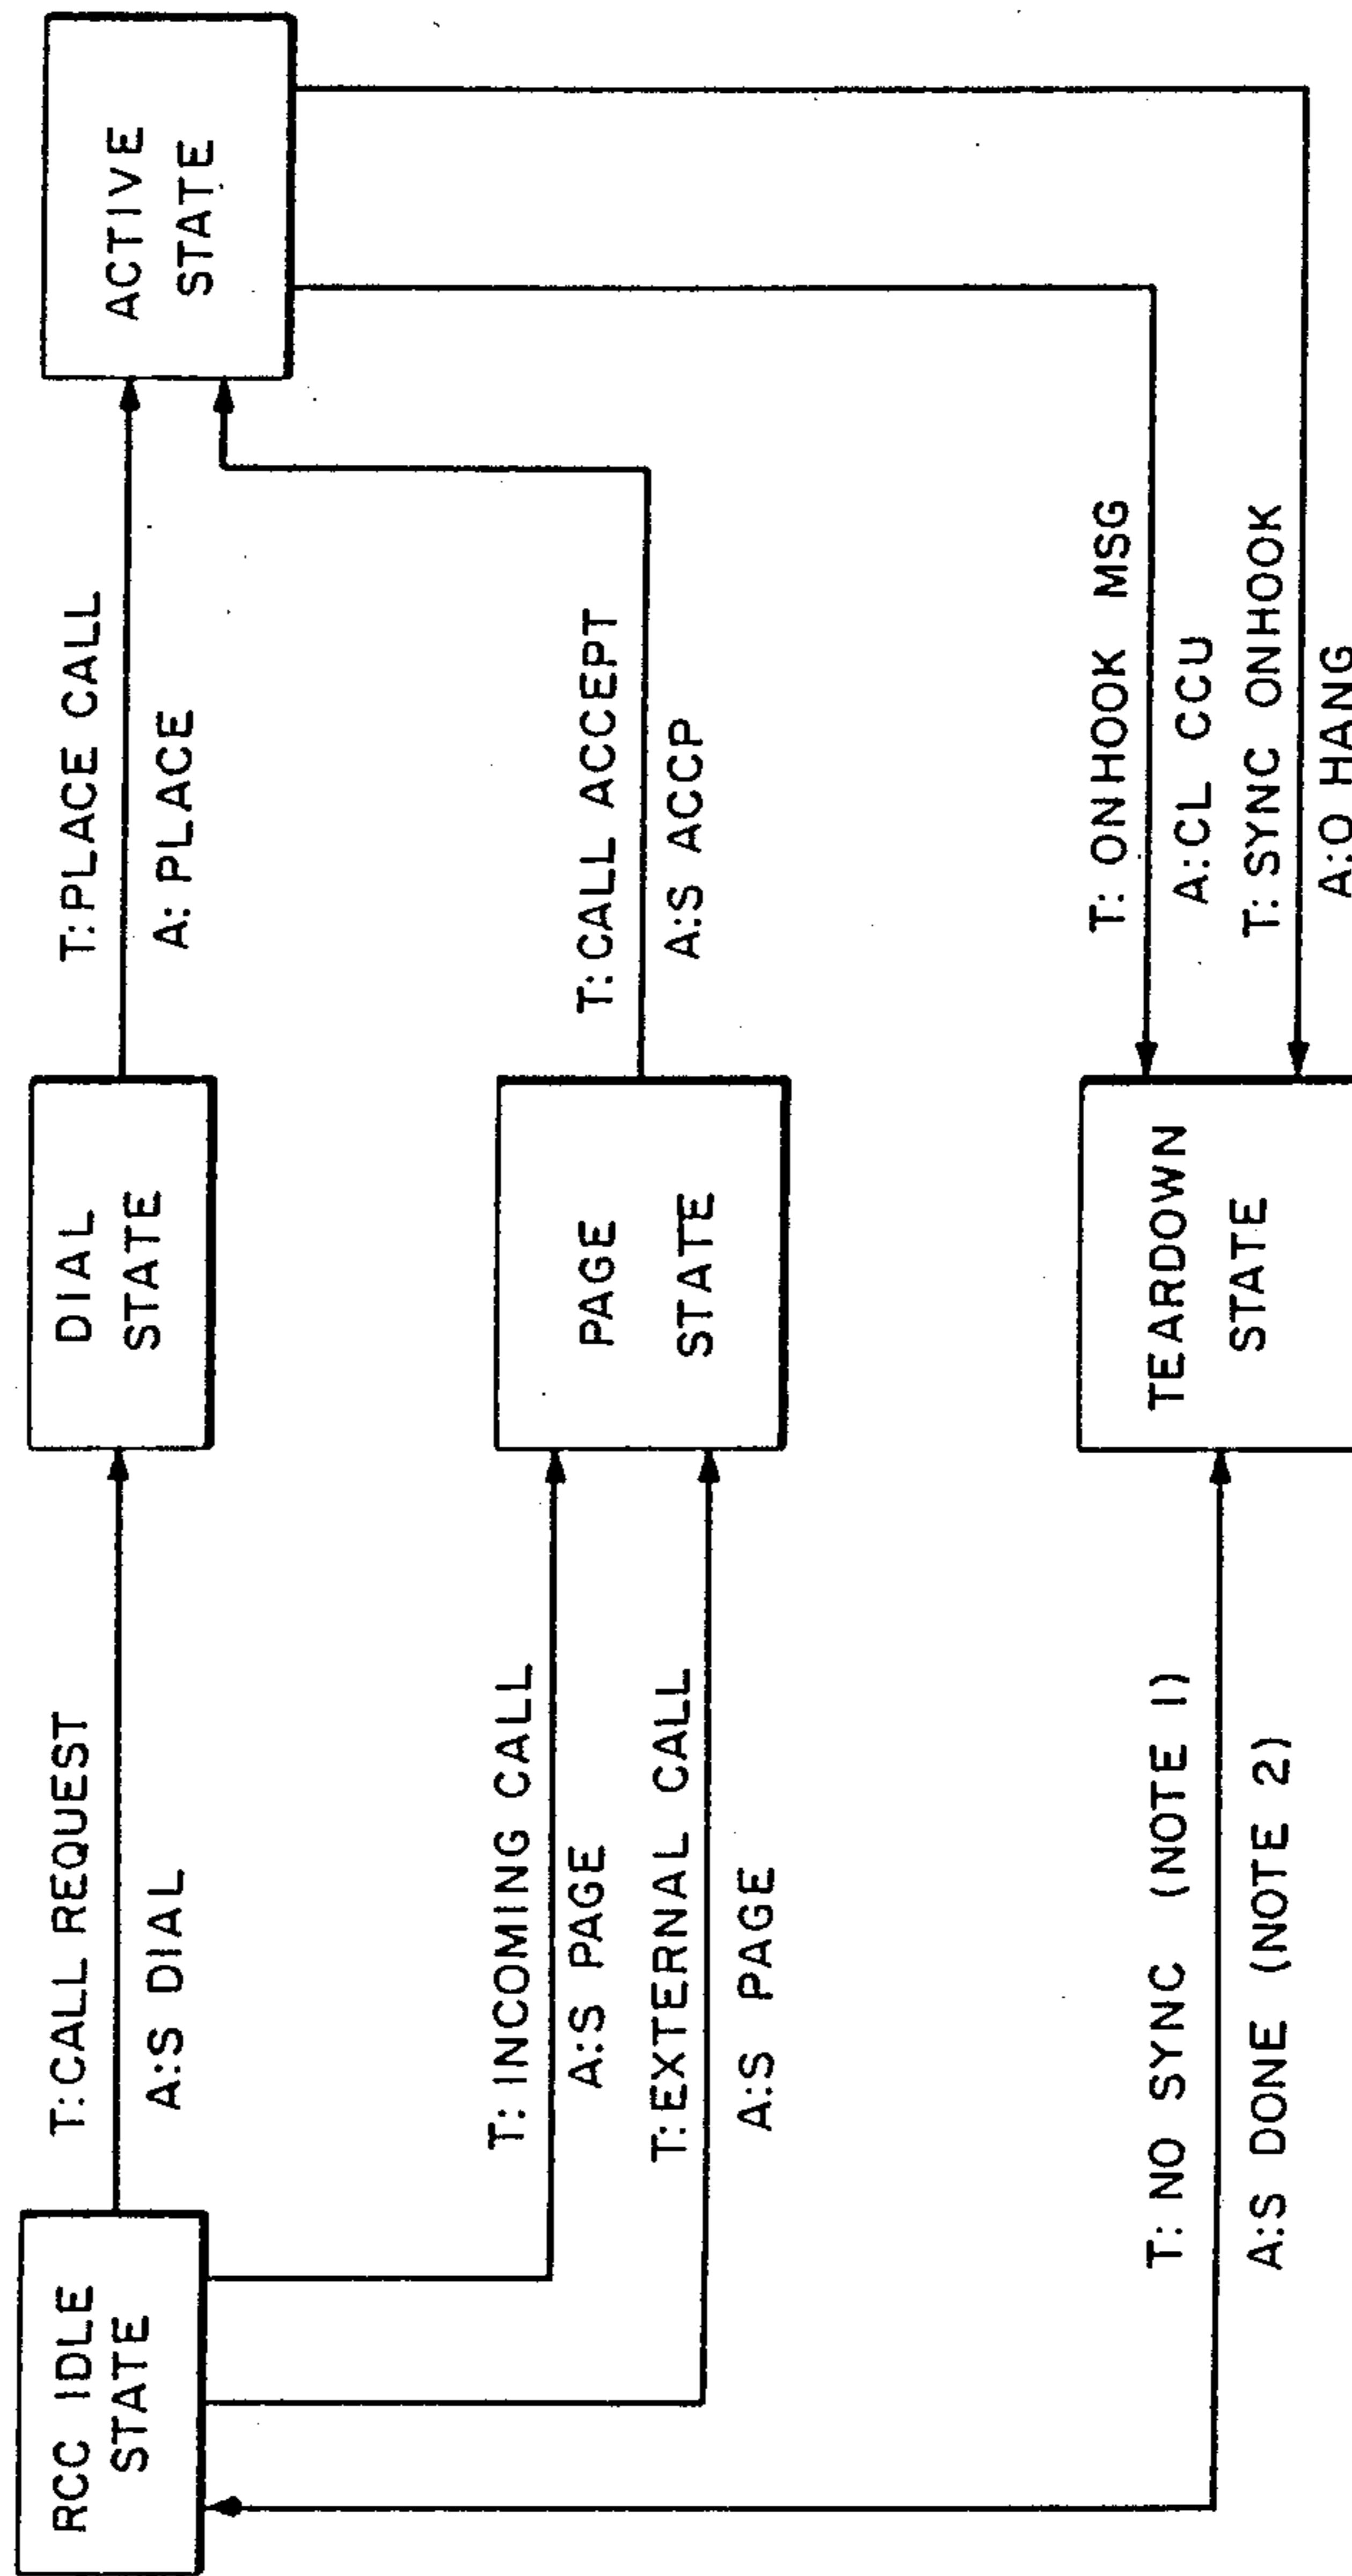 RCC IDLE
STATE
T:CALL REQUEST
A:S DIAL
DIAL
STATE
T:PLACE CALL
A: PLACE
ACTIVE
STATE
T: INCOMING CALL
A:S PAGE
T:EXTERNAL CALL
A:S PAGE
PAGE
STATE
T:CALL ACCEPT
A:S ACCP
T: NO SYNC (NOTE 1)
A:S DONE (NOTE 2)
TEARDOWN
STATE
T: ONHOOK MSG
A:CL CCU
T: SYNC ONHOOK
A:O HANG